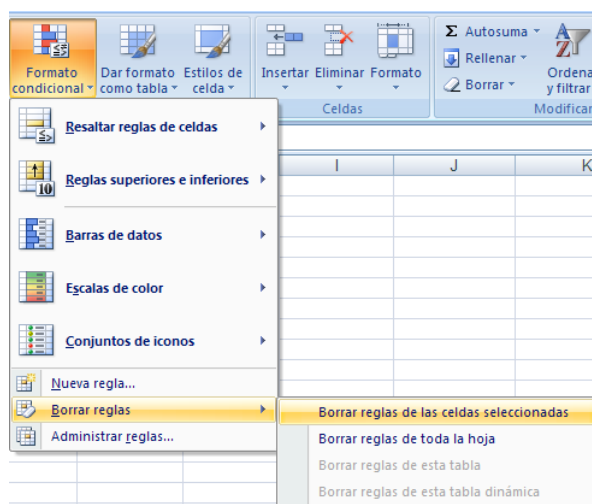 Formato condicional
Dar formato como tabla
Estilos de celda
Insertar Eliminar Formato
Celdas
Σ Autosuma
Rellenar
Borrar
A
Z
Ordena
y filtrar
Modificar
≤
Resaltar reglas de celdas
10
Reglas superiores e inferiores
Barras de datos
Escalas de color
Conjuntos de iconos
Nueva regla...
Borrar reglas
Administrar reglas...
I J K
Borrar reglas de las celdas seleccionadas
Borrar reglas de toda la hoja
Borrar reglas de esta tabla
Borrar reglas de esta tabla dinámica